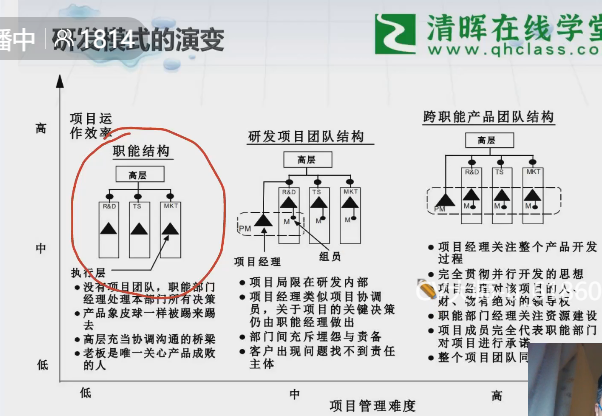 播中
1814
式的演变
清晖在线学堂
www.qhclass.com
高
中
低
项目运
作效率
职能结构
高层
R&D TS MKT
执行层
没有项目团队，职能部门
经理处理本部门所有决策
产品象皮球一样被踢来踢
去
高层充当协调沟通的桥梁
老板是唯一关心产品成败
的人
研发项目团队结构
高层
R&D TS MKT
PM M M M
项目经理
组员
项目局限在研发内部
项目经理类似项目协调
员，关于项目的关键决策
仍由职能经理做出
部门间充斥埋怨与责备
客户出现问题找不到责任
主体
跨职能产品团队结构
高层
R&D TS MKT
PM
项目经理关注整个产品开发
过程
完全贯彻并行开发的思想
项目经理对该项目的人、
财、物有绝对的领导权
职能部门经理关注资源建设
项目成员完全代表职能部门
对项目进行承诺
整个项目团队同
低 中 高
项目管理难度